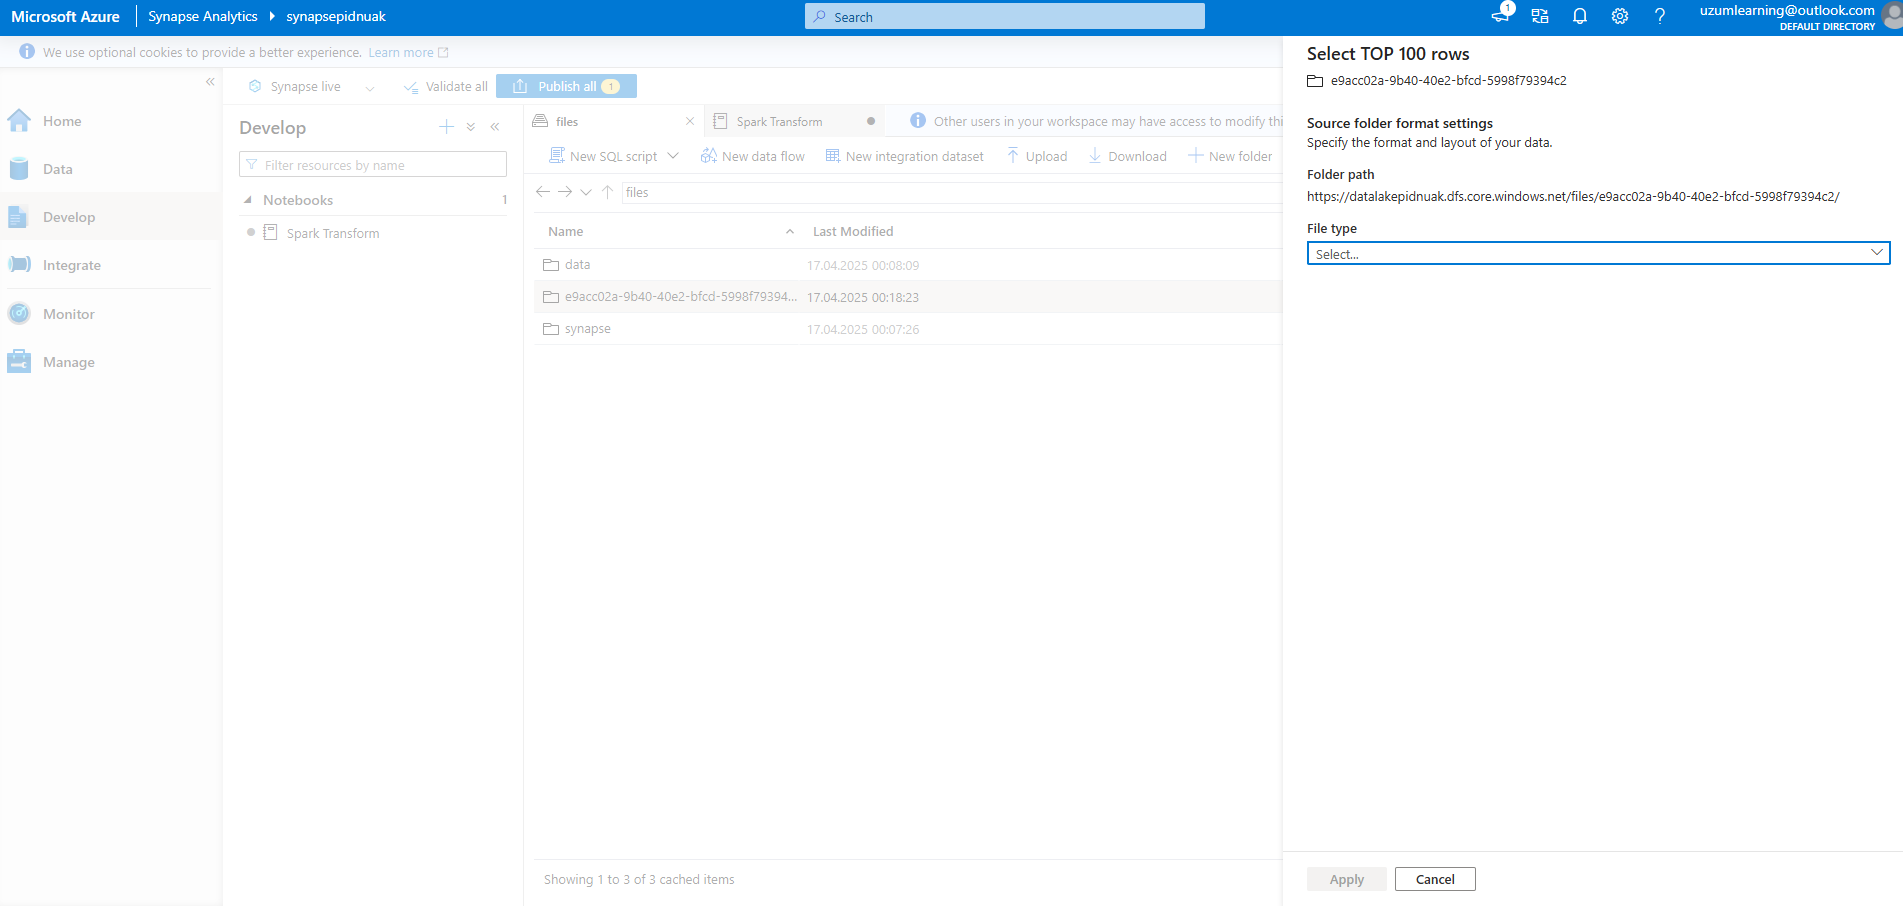 Microsoft Azure
Synapse Analytics
synapsepidnuak
Search
1
uzumlearning@outlook.com
DEFAULT DIRECTORY
We use optional cookies to provide a better experience. Learn more
Synapse live
Validate all
Publish all 1
Home
Data
Develop
Integrate
Monitor
Manage
Develop
Filter resources by name
Notebooks 1
Spark Transform
files
Spark Transform
Other users in your workspace may have access to modify thi
New SQL script
New data flow
New integration dataset
Upload
Download
New folder
files
Name Last Modified
data 17.04.2025 00:08:09
e9acc02a-9b40-40e2-bfcd-5998f79394... 17.04.2025 00:18:23
synapse 17.04.2025 00:07:26
Showing 1 to 3 of 3 cached items
Select TOP 100 rows
e9acc02a-9b40-40e2-bfcd-5998f79394c2
Source folder format settings
Specify the format and layout of your data.
Folder path
https://datalakepidnuak.dfs.core.windows.net/files/e9acc02a-9b40-40e2-bfcd-5998f79394c2/
File type
Select...
Apply
Cancel